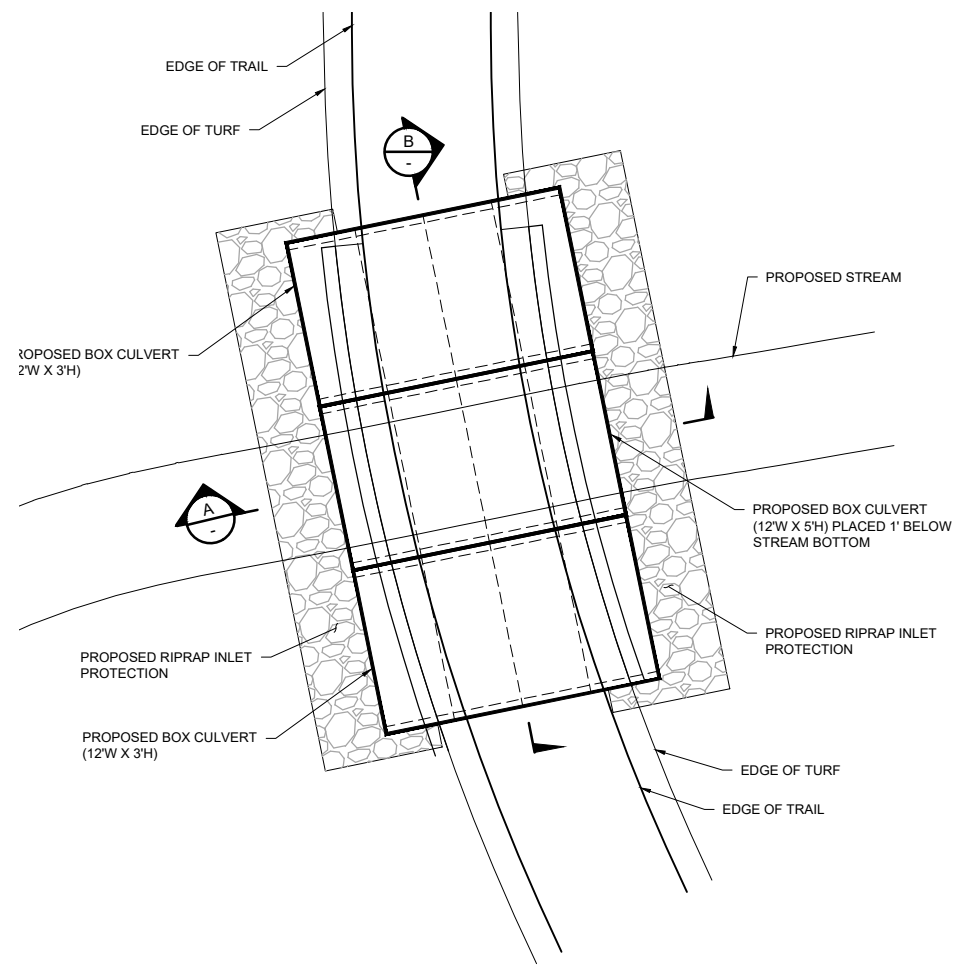 EDGE OF TRAIL
EDGE OF TURF
B
-
PROPOSED STREAM
ROPOSED BOX CULVERT
2'W X 3'H)
A
-
PROPOSED BOX CULVERT
(12'W X 5'H) PLACED 1' BELOW
STREAM BOTTOM
PROPOSED RIPRAP INLET
PROTECTION
PROPOSED RIPRAP INLET
PROTECTION
PROPOSED BOX CULVERT
(12'W X 3'H)
EDGE OF TURF
EDGE OF TRAIL